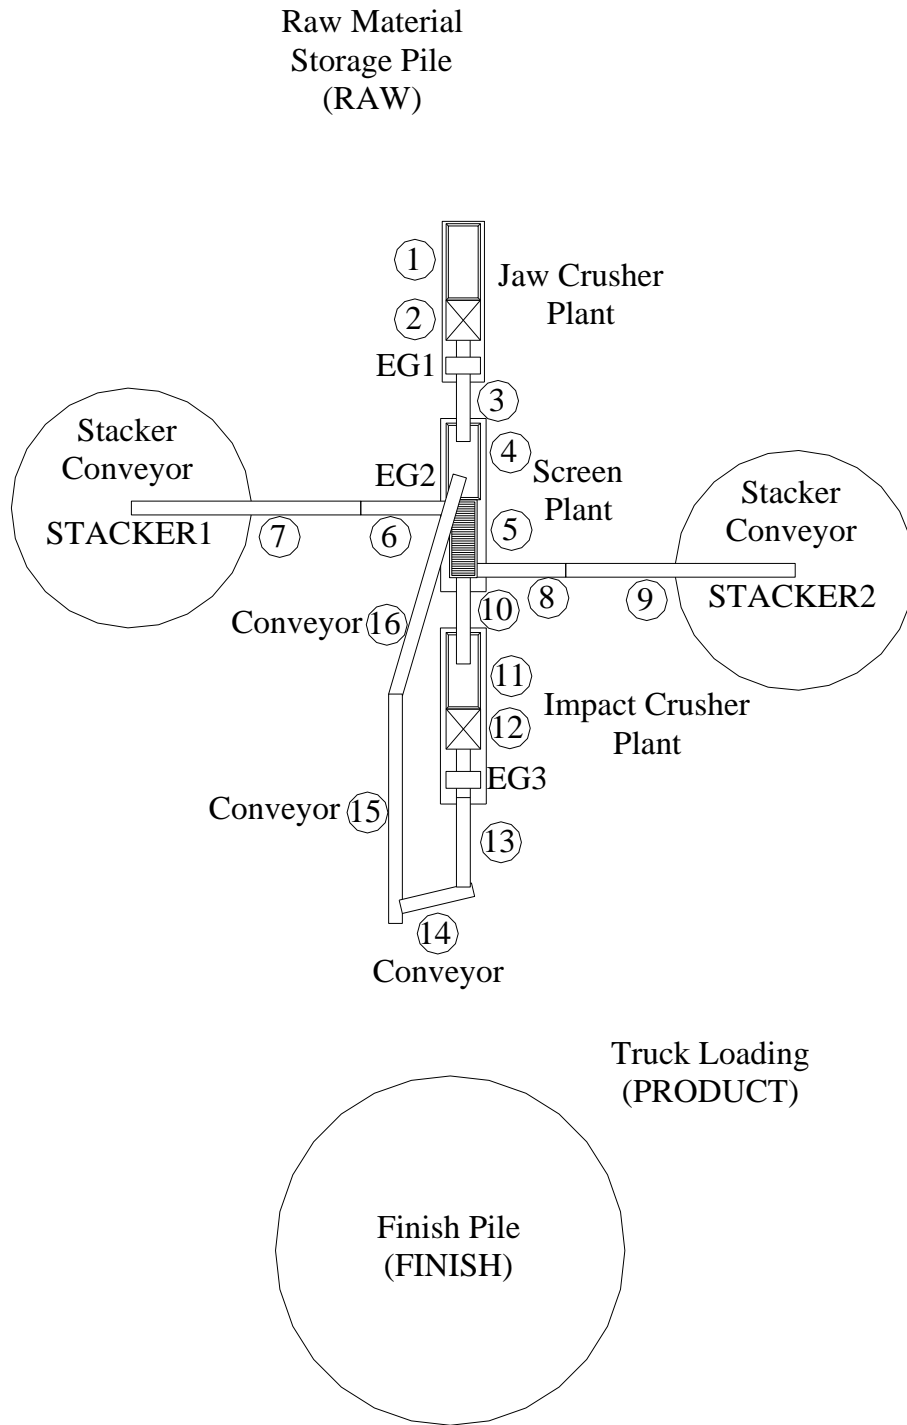 Raw Material
Storage Pile
(RAW)
1
Jaw Crusher
Plant
2
EG1
3
Stacker
Conveyor
STACKER1
4
EG2
Screen
Plant
5
Stacker
Conveyor
STACKER2
7
6
8
9
10
Conveyor 16
11
Impact Crusher
Plant
12
EG3
Conveyor 15
13
14
Conveyor
Truck Loading
(PRODUCT)
Finish Pile
(FINISH)